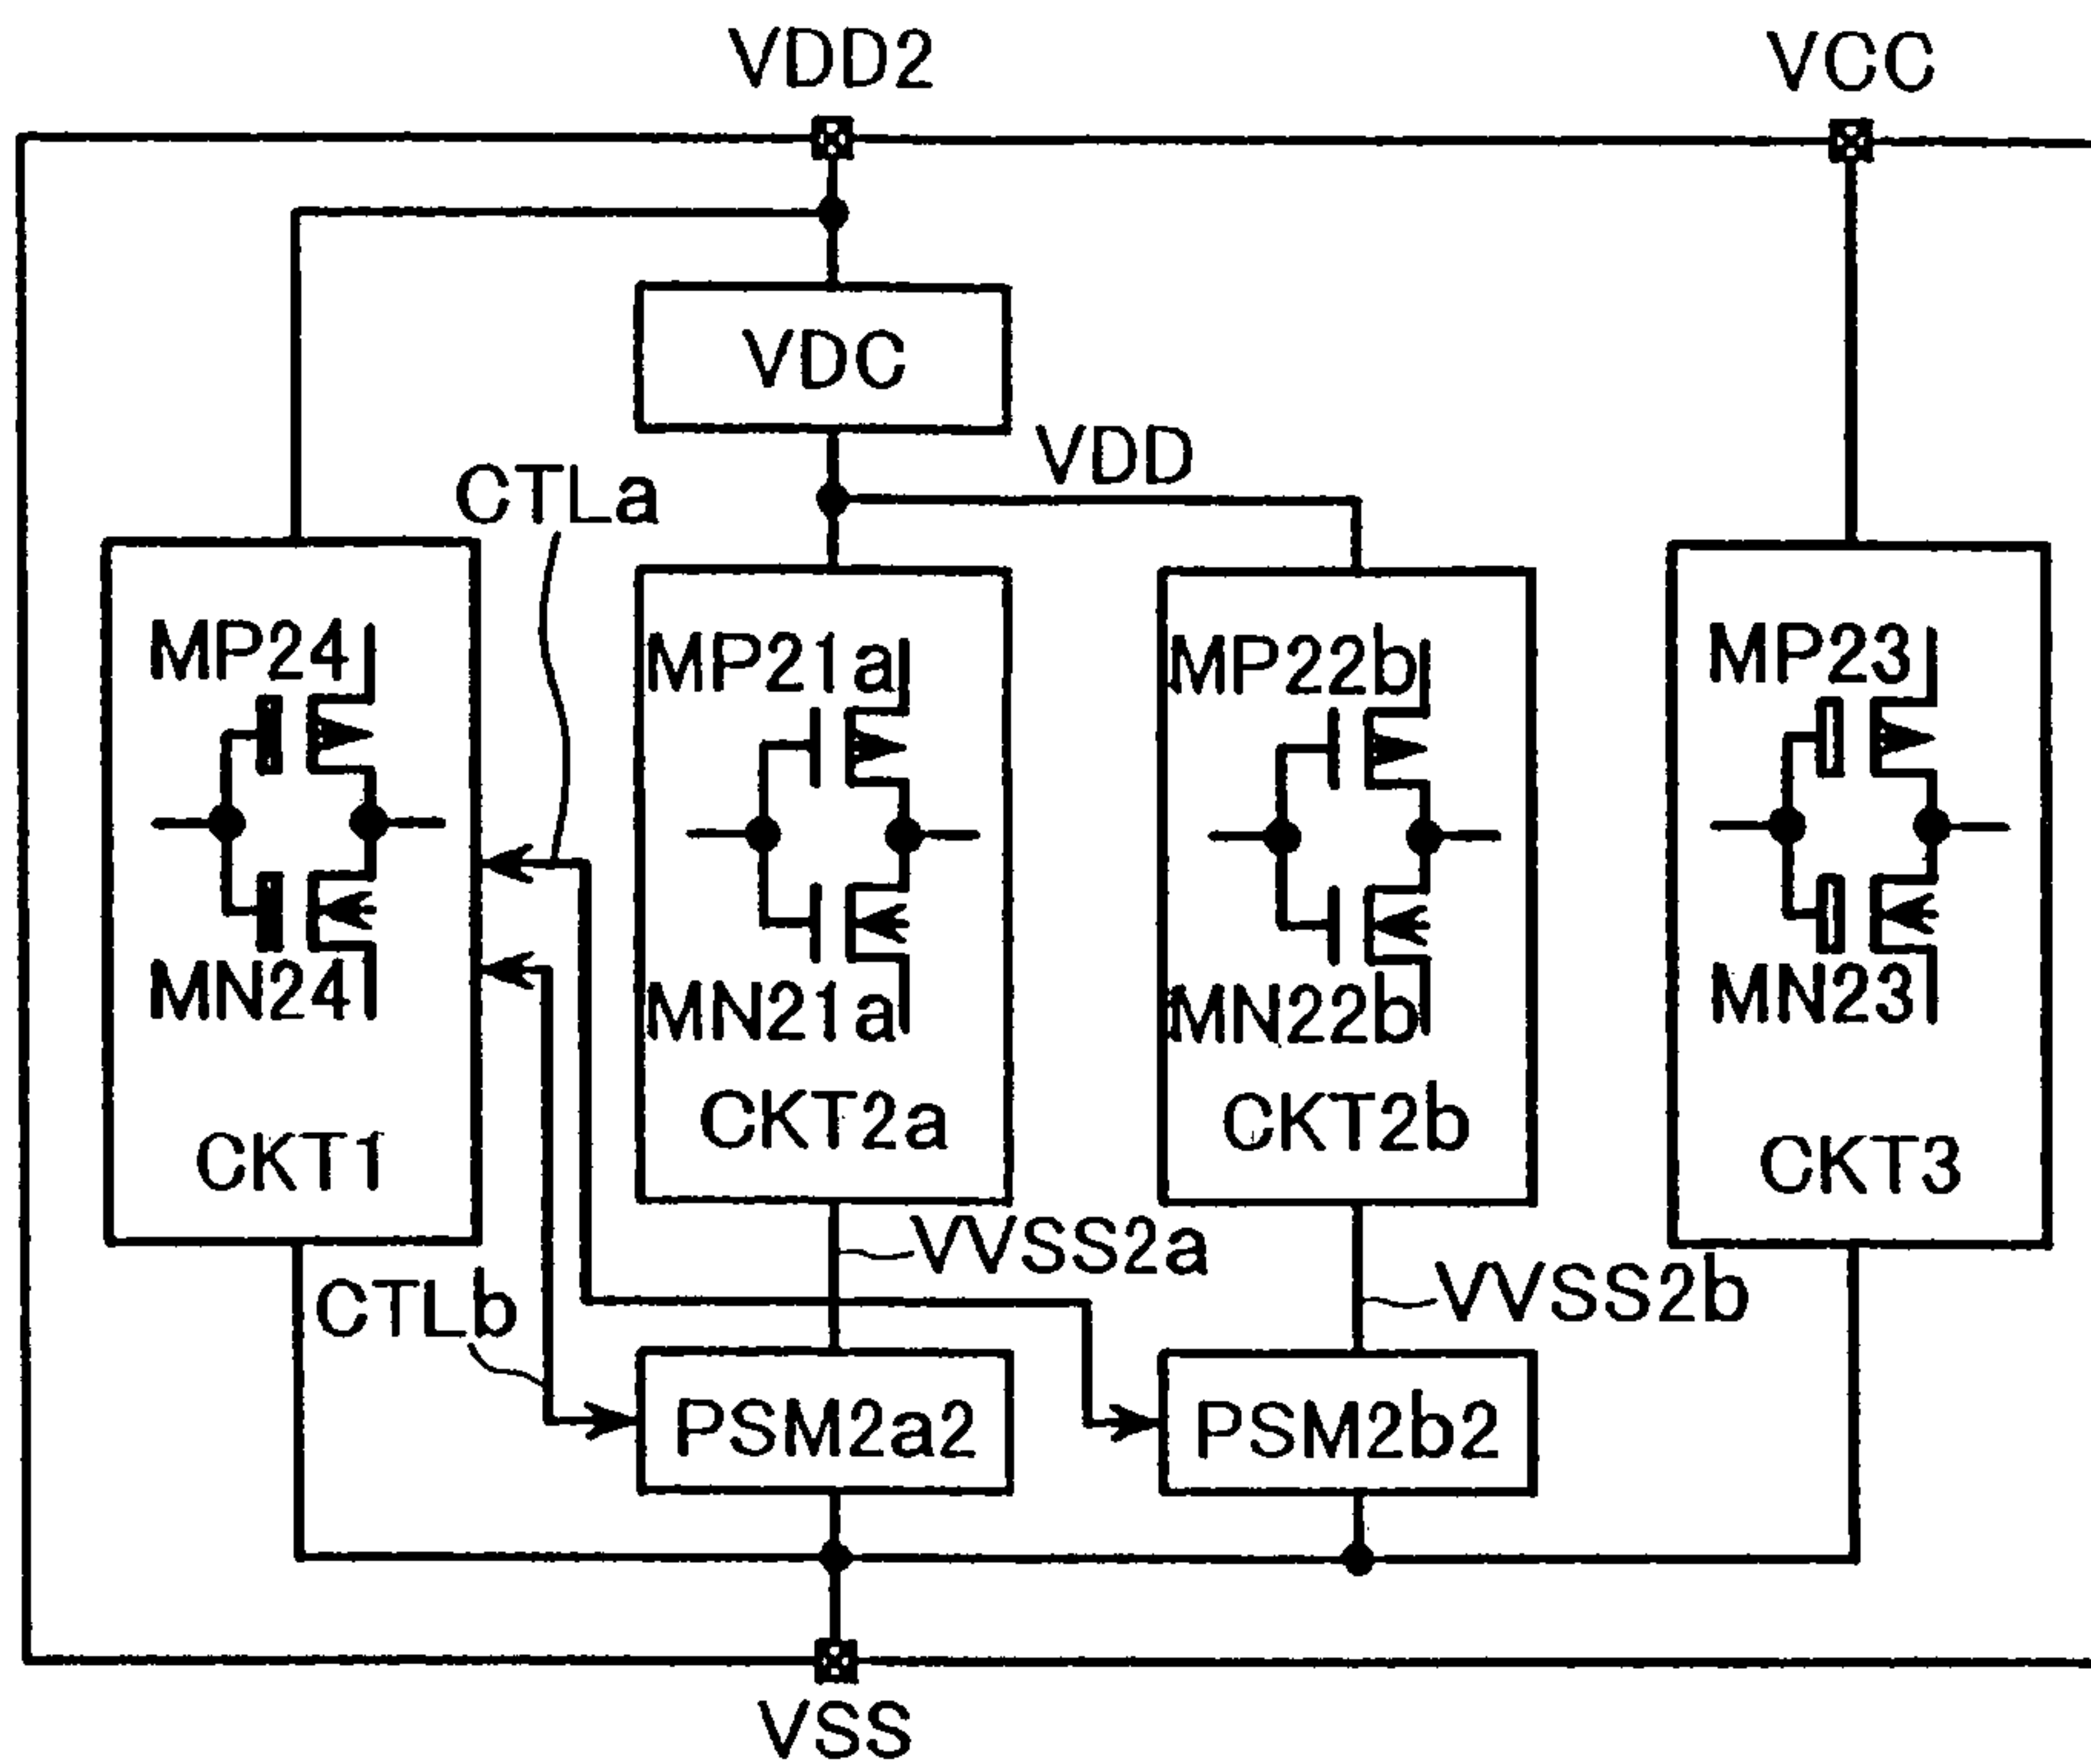 VDD2
VCC
VDC
VDD
CTLa
MP24
MP21a
MP22b
MP23
MN24
MN21a
MN22b
MN23
CKT2a
CKT2b
CKT1
CKT3
VVSS2a
VVSS2b
CTLb
PSM2a2
PSM2b2
VSS